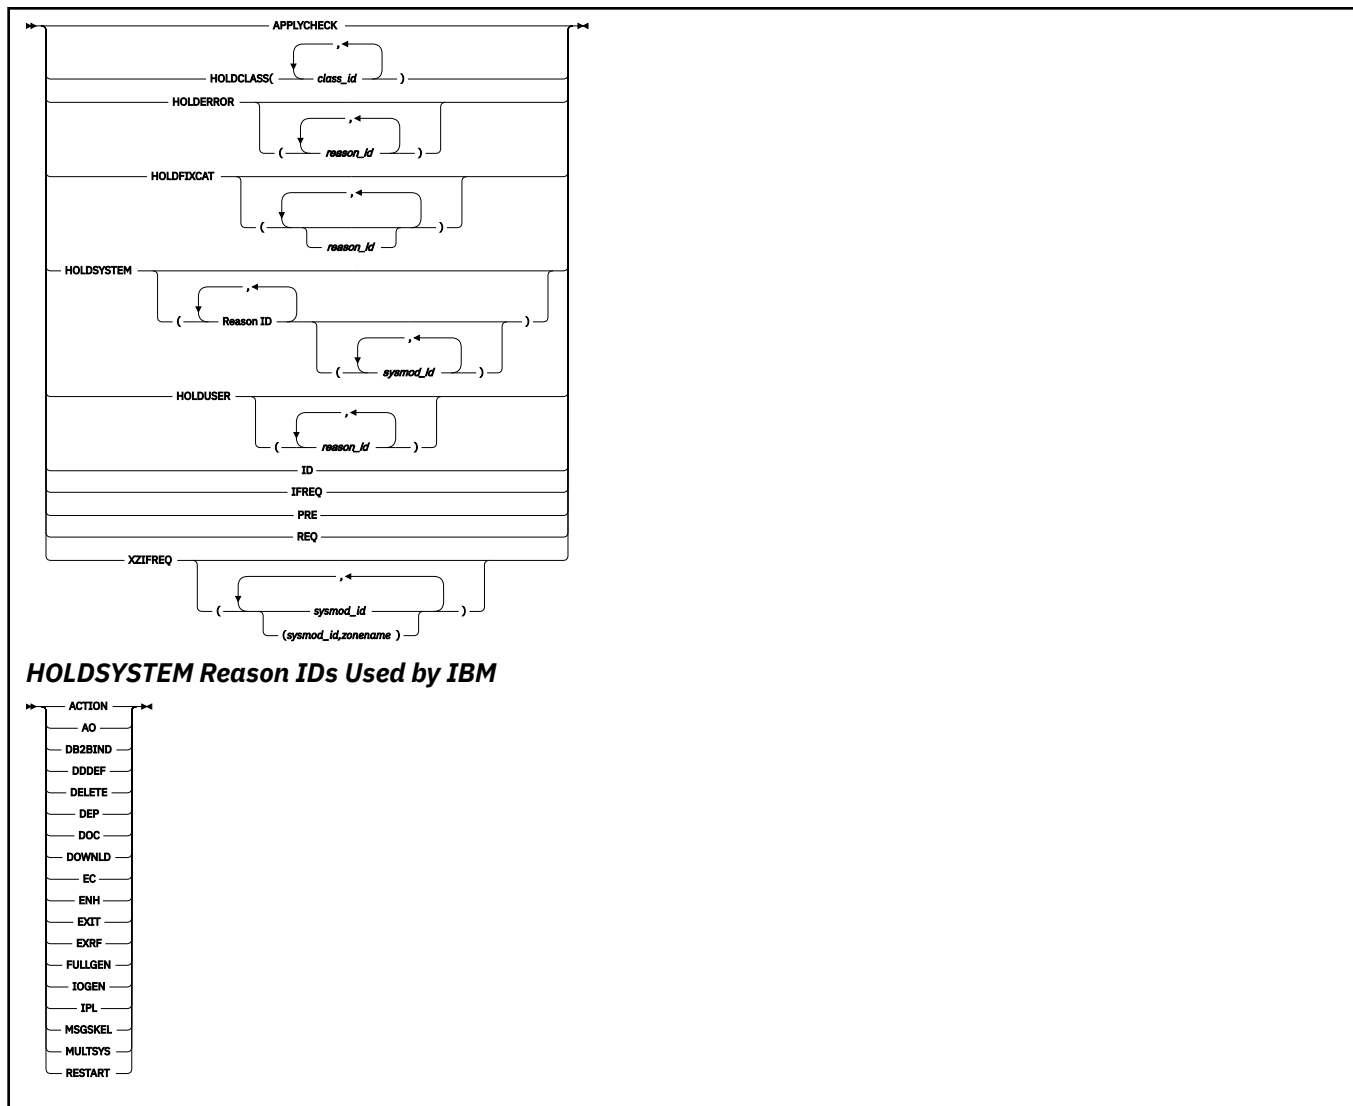 APPLYCHECK
,
HOLDCLASS( class_id )
HOLDERROR
,
( reason_id )
HOLDFIXCAT
,
( )
reason_id
HOLDSYSTEM
,
( Reason ID )
,
( sysmod_id )
HOLDUSER
,
( reason_id )
ID
IFREQ
PRE
REQ
XZIFREQ
,
( sysmod_id )
(sysmod_id,zonename )
HOLDSYSTEM Reason IDs Used by IBM
ACTION
AO
DB2BIND
DDDEF
DELETE
DEP
DOC
DOWNLD
EC
ENH
EXIT
EXRF
FULLGEN
IOGEN
IPL
MSGSKEL
MULTSYS
RESTART